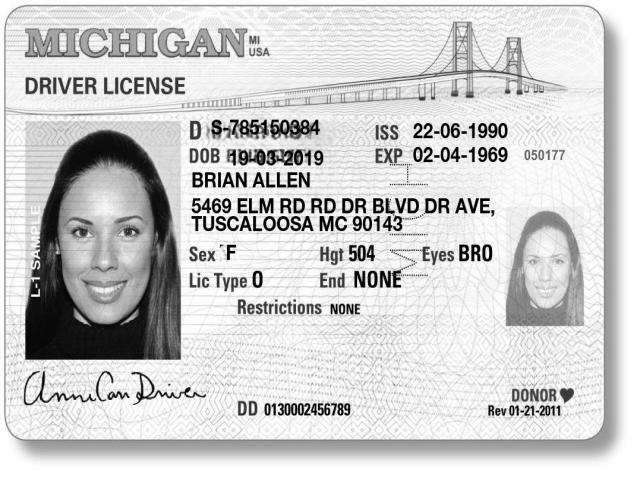 MICHIGAN MI
USA
DRIVER LICENSE
D S-785150384 ISS 22-06-1990
DOB 19-03-2019 EXP 02-04-1969 050177
BRIAN ALLEN
5469 ELM RD RD DR BLVD DR AVE,
TUSCALOOSA MC 90143
Sex F Hgt 504 Eyes BRO
Lic Type O End NONE
Restrictions NONE
L-1 SAMPLE
Anne Can Driver
DONOR
DD 0130002456789 Rev 01-21-2011